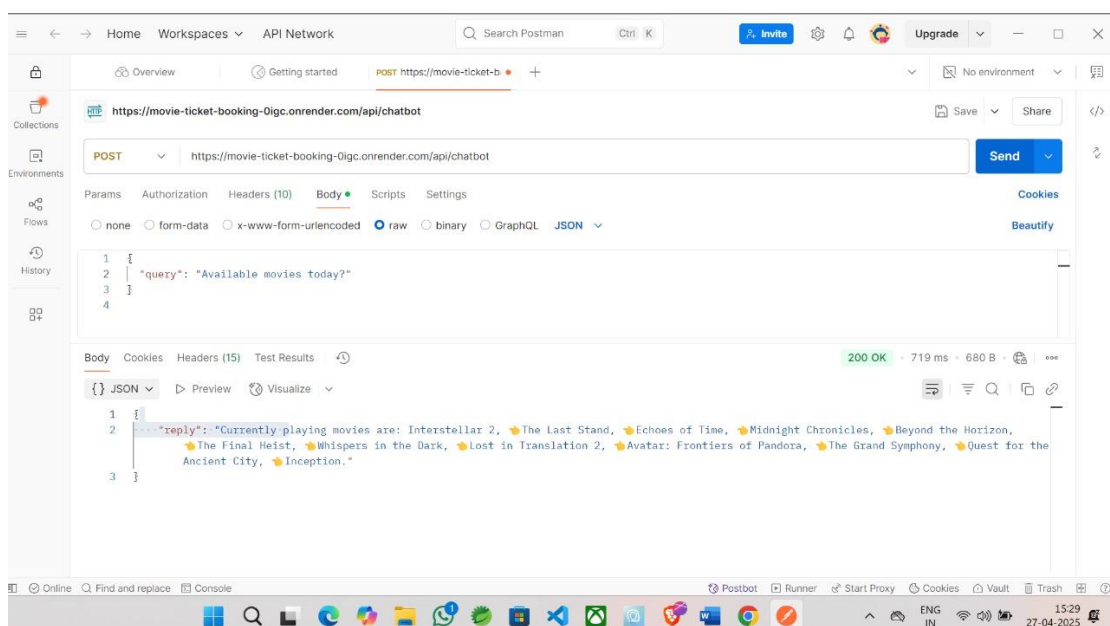 Home Workspaces API Network Search Postman Ctrl K Invite Upgrade
Overview Getting started POST https://movie-ticket-b No environment
HTTP https://movie-ticket-booking-0igc.onrender.com/api/chatbot Save Share
Collections
POST https://movie-ticket-booking-0igc.onrender.com/api/chatbot Send
Environments
Params Authorization Headers (10) Body Scripts Settings Cookies
Flows
none form-data x-www-form-urlencoded raw binary GraphQL JSON Beautify
History
1 {
2 "query": "Available movies today?"
3 }
4
Body Cookies Headers (15) Test Results 200 OK 719 ms 680 B
{} JSON Preview Visualize
1 {
2 "reply": "Currently playing movies are: Interstellar 2, 👈The Last Stand, 👈Echoes of Time, 👈Midnight Chronicles, 👈Beyond the Horizon,
👈The Final Heist, 👈Whispers in the Dark, 👈Lost in Translation 2, 👈Avatar: Frontiers of Pandora, 👈The Grand Symphony, 👈Quest for the
Ancient City, 👈Inception."
3 }
Online Find and replace Console Postbot Runner Start Proxy Cookies Vault Trash
ENG 15:29
IN 27-04-2025